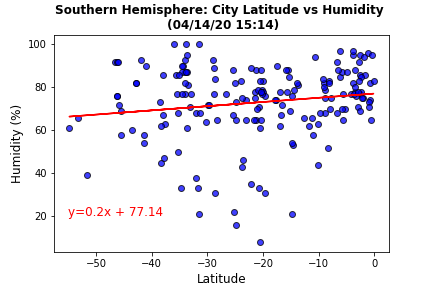 Southern Hemisphere: City Latitude vs Humidity
(04/14/20 15:14)
Humidity (%)
100
80
60
40
20
y=0.2x + 77.14
−50 −40 −30 −20 −10 0
Latitude